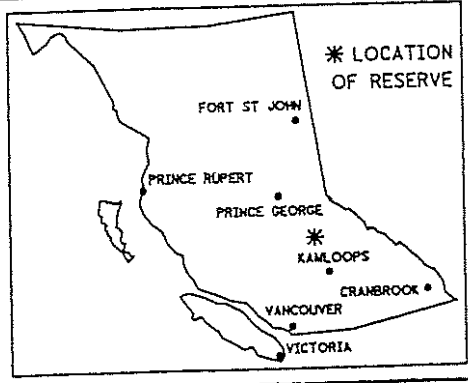 * LOCATION
OF RESERVE
FORT ST JOHN
PRINCE RUPERT
PRINCE GEORGE
KAMLOOPS
CRANBROOK
VANCOUVER
VICTORIA